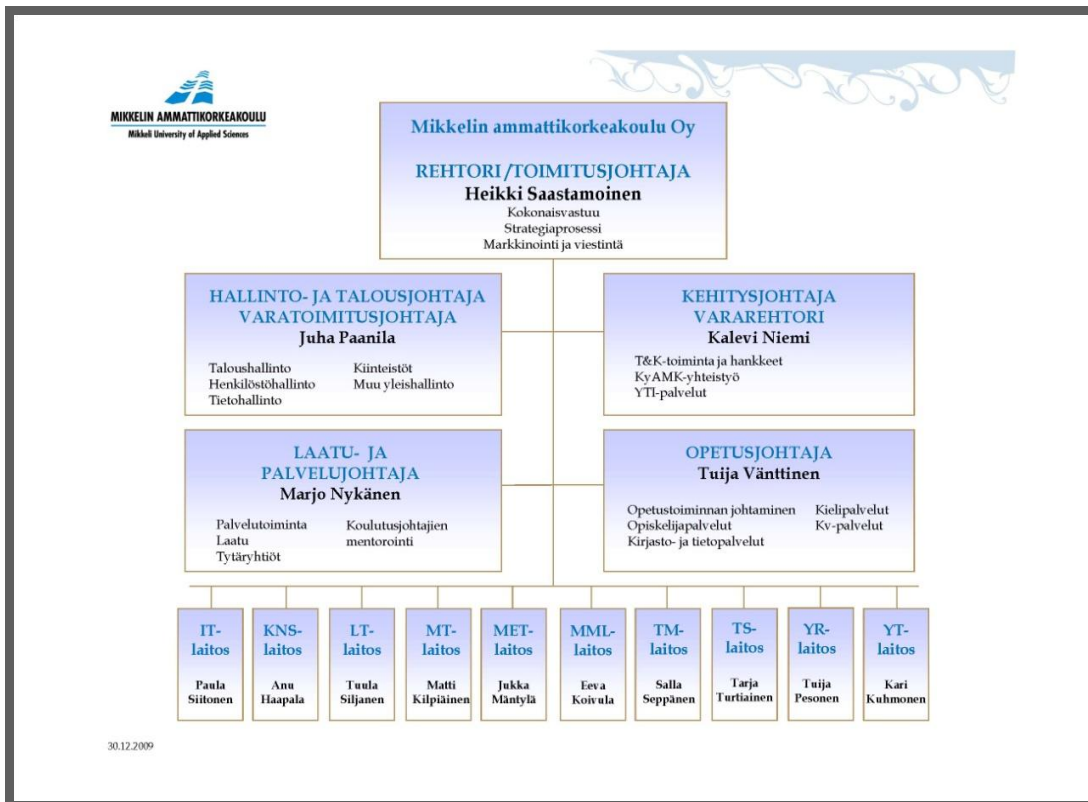 MIKKELIN AMMATTIKORKEAKOULU
Mikkeli University of Applied Sciences
Mikkelin ammattikorkeakoulu Oy
REHTORI /TOIMITUSJOHTAJA
Heikki Saastamoinen
Kokonaisvastuu
Strategiaprosessi
Markkinointi ja viestintä
HALLINTO- JA TALOUSJOHTAJA
VARATOIMITUSJOHTAJA
Juha Paanila
Taloushallinto
Henkilöstöhallinto
Tietohallinto
Kiinteistöt
Muu yleishallinto
KEHITYSJOHTAJA
VARAREHTORI
Kalevi Niemi
T&K-toiminta ja hankkeet
KyAMK-yhteistyö
YTI-palvelut
LAATU- JA
PALVELUJOHTAJA
Marjo Nykänen
Palvelutoiminta
Laatu
Tytäryhtiöt
Koulutusjohtajien
mentorointi
OPETUSJOHTAJA
Tuija Vänttinen
Opetustoiminnan johtaminen
Opiskelijapalvelut
Kirjasto- ja tietopalvelut
Kielipalvelut
Kv-palvelut
IT-
laitos
Paula
Siitonen
KNS-
laitos
Anu
Haapala
LT-
laitos
Tuula
Siljanen
MT-
laitos
Matti
Kilpiäinen
MET-
laitos
Jukka
Mäntylä
MML-
laitos
Eeva
Koivula
TM-
laitos
Salla
Seppänen
TS-
laitos
Tarja
Turtiainen
YR-
laitos
Tuija
Pesonen
YT-
laitos
Kari
Kuhmonen
30.12.2009